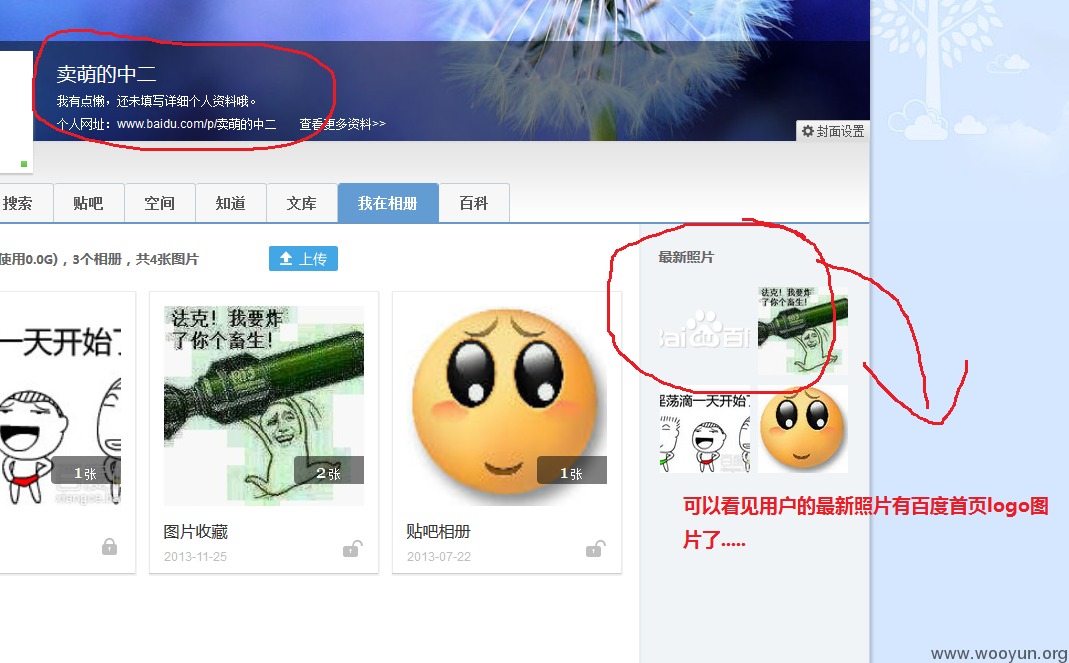 卖萌的中二
我有点懒，还未填写详细个人资料哦。
个人网址：www.baidu.com/p/卖萌的中二 查看更多资料>>
封面设置
搜索 贴吧 空间 知道 文库 我在相册 百科
使用0.0G)，3个相册，共4张图片 上传
最新照片
一天开始了
法克！我要炸
了你个畜生！
法克！我要炸
了你个畜生！
Bai 百
荡滴一天开始了
1张
2张
1张
图片收藏
2013-11-25
贴吧相册
2013-07-22
可以看见用户的最新照片有百度首页logo图
片了.....
www.wooyun.org